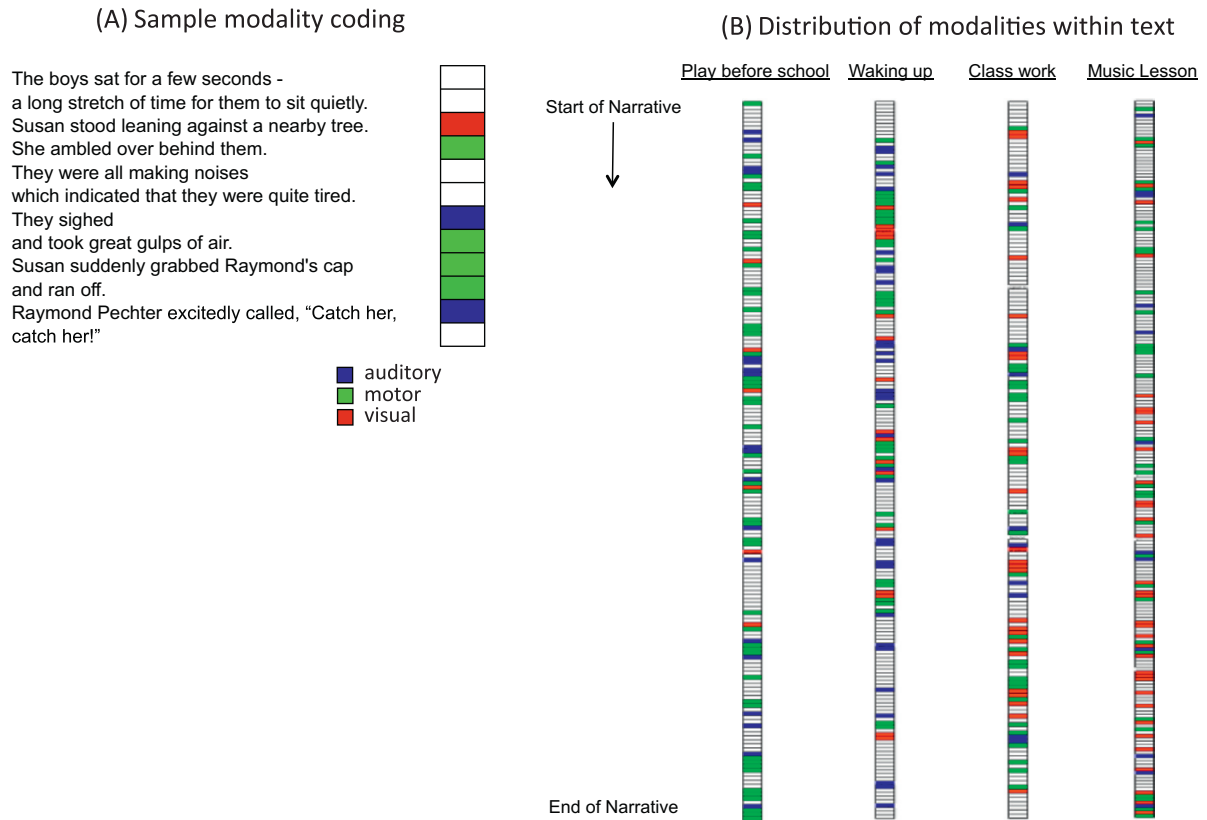 (A) Sample modality coding
The boys sat for a few seconds -
a long stretch of time for them to sit quietly.
Susan stood leaning against a nearby tree.
She ambled over behind them.
They were all making noises
which indicated that they were quite tired.
They sighed
and took great gulps of air.
Susan suddenly grabbed Raymond's cap
and ran off.
Raymond Pechter excitedly called, “Catch her,
catch her!”
auditory
motor
visual
(B) Distribution of modalities within text
Play before school Waking up Class work Music Lesson
Start of Narrative
End of Narrative